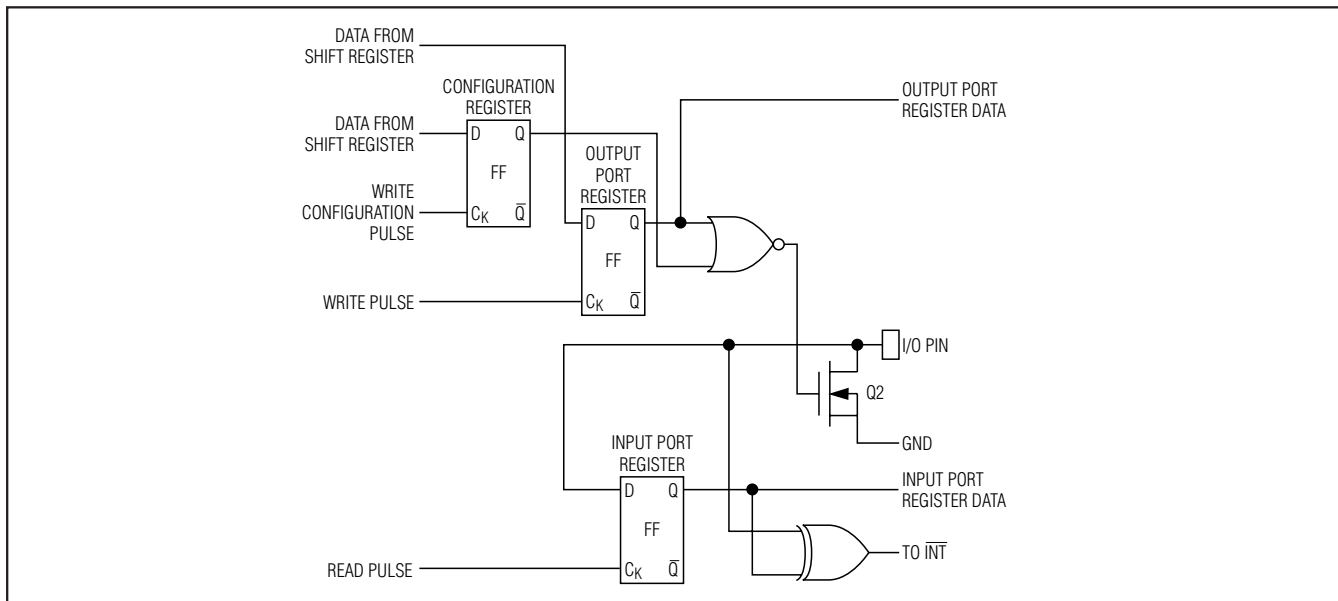 DATA FROM
SHIFT REGISTER
CONFIGURATION
REGISTER
DATA FROM
SHIFT REGISTER
D Q
FF
CK Q̅
WRITE
CONFIGURATION
PULSE
OUTPUT
PORT
REGISTER
D Q
FF
CK Q̅
WRITE PULSE
OUTPUT PORT
REGISTER DATA
I/O PIN
Q2
GND
INPUT PORT
REGISTER
D Q
FF
CK Q̅
READ PULSE
INPUT PORT
REGISTER DATA
TO I̅N̅T̅